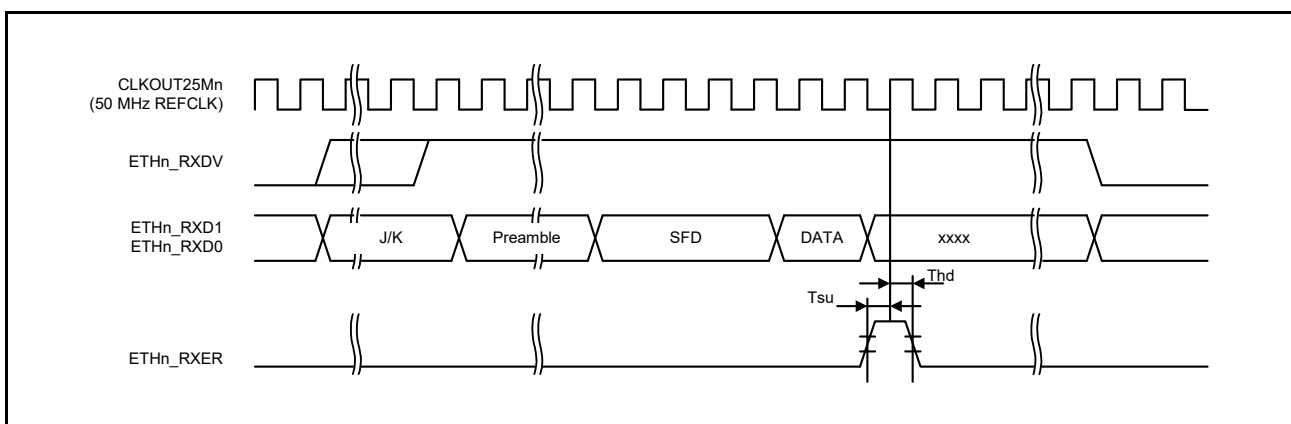 CLKOUT25Mn
(50 MHz REFCLK)
ETHn_RXDV
ETHn_RXD1
ETHn_RXD0
J/K
Preamble
SFD
DATA
xxxx
Thd
Tsu
ETHn_RXER